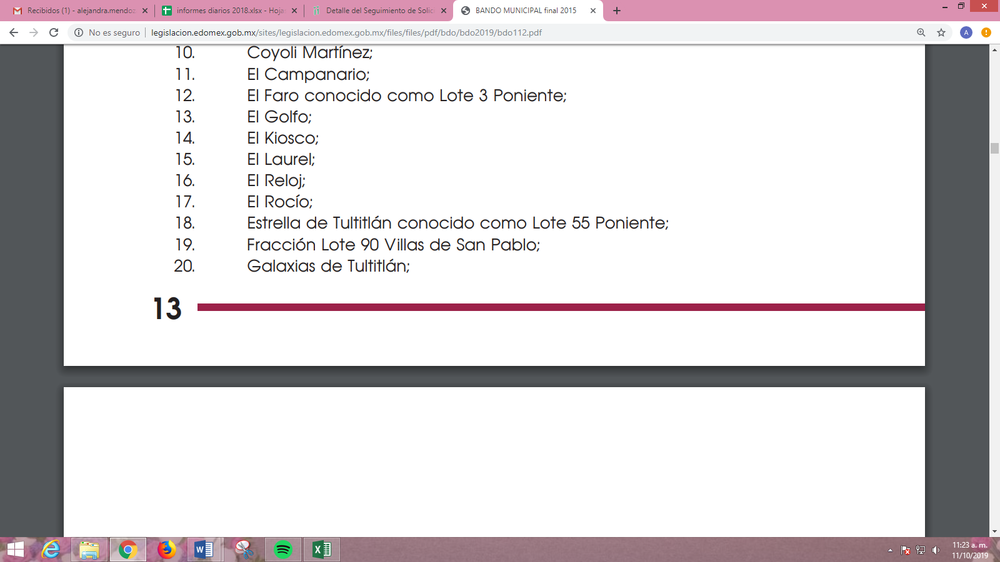 Recibidos (1) - alejandra.mendoz
informes diarios 2018.xlsx - Hoja
Detalle del Seguimiento de Solic
BANDO MUNICIPAL final 2015
No es seguro
legislacion.edomex.gob.mx/sites/legislacion.edomex.gob.mx/files/files/pdf/bdo/bdo2019/bdo112.pdf
A
10. Coyoli Martínez;
11. El Campanario;
12. El Faro conocido como Lote 3 Poniente;
13. El Golfo;
14. El Kiosco;
15. El Laurel;
16. El Reloj;
17. El Rocío;
18. Estrella de Tultitlán conocido como Lote 55 Poniente;
19. Fracción Lote 90 Villas de San Pablo;
20. Galaxias de Tultitlán;
13
11:23 a. m.
11/10/2019